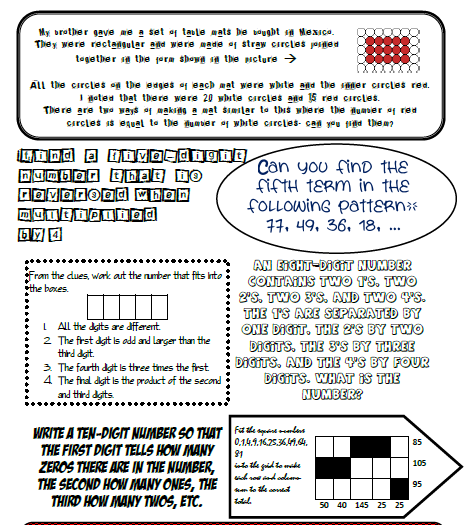 My brother gave me a set of table mats he bought in Mexico.
They were rectangular and were made of straw circles joined
together in the form shown in the picture →
All the circles on the edges of each mat were white and the inner circles red.
I noted that there were 20 white circles and 15 red circles.
There are two ways of making a mat similar to this where the number of red
circles is equal to the number of white circles- can you find them?
Find a five-digit
number that is
reversed when
multiplied
by 4
Can you find the
fifth term in the
following pattern:
77, 49, 36, 18, ...
From the clues, work out the number that fits into
the boxes.
1. All the digits are different.
2. The first digit is odd and larger than the
third digit.
3. The fourth digit is three times the first.
4. The final digit is the product of the second
and third digits.
AN EIGHT-DIGIT NUMBER
CONTAINS TWO 1'S, TWO
2'S, TWO 3'S, AND TWO 4'S.
THE 1'S ARE SEPARATED BY
ONE DIGIT, THE 2'S BY TWO
DIGITS, THE 3'S BY THREE
DIGITS, AND THE 4'S BY FOUR
DIGITS. WHAT IS THE
NUMBER?
WRITE A TEN-DIGIT NUMBER SO THAT
THE FIRST DIGIT TELLS HOW MANY
ZEROS THERE ARE IN THE NUMBER,
THE SECOND HOW MANY ONES, THE
THIRD HOW MANY TWOS, ETC.
Fit the square numbers
0,1,4,9,16,25,36,49,64,
81
into the grid to make
each row and column
sum to the correct
total.
85
105
95
50 40 145 25